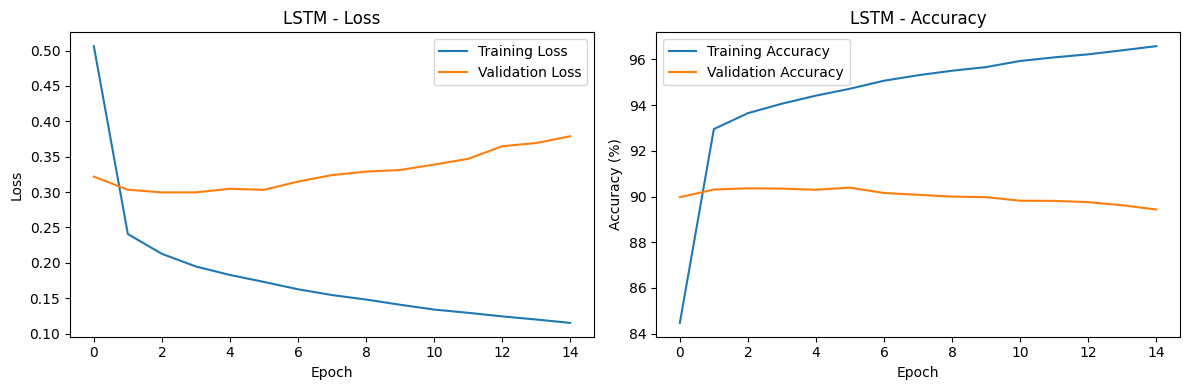 LSTM - Loss
Loss
0.50
0.45
0.40
0.35
0.30
0.25
0.20
0.15
0.10
Training Loss
Validation Loss
0 2 4 6 8 10 12 14
Epoch
LSTM - Accuracy
Accuracy (%)
96
94
92
90
88
86
84
Training Accuracy
Validation Accuracy
0 2 4 6 8 10 12 14
Epoch